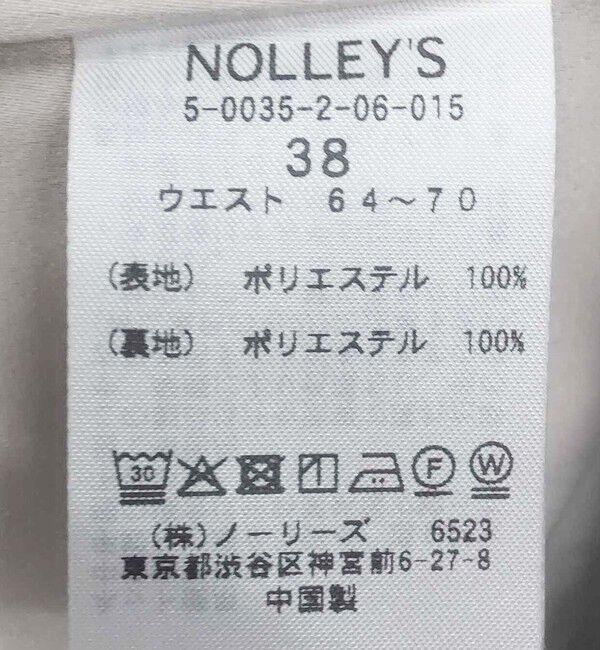 NOLLEY'S
5-0035-2-06-015
38
ウエスト 64～70
(表地) ポリエステル 100%
(裏地) ポリエステル 100%
30 F W
(株)ノーリーズ 6523
東京都渋谷区神宮前6-27-8
中国製